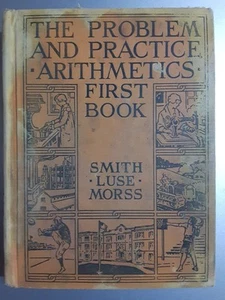 THE PROBLEM
AND PRACTICE
·ARITHMETICS·
FIRST
BOOK
SMITH
·LUSE·
MORSS